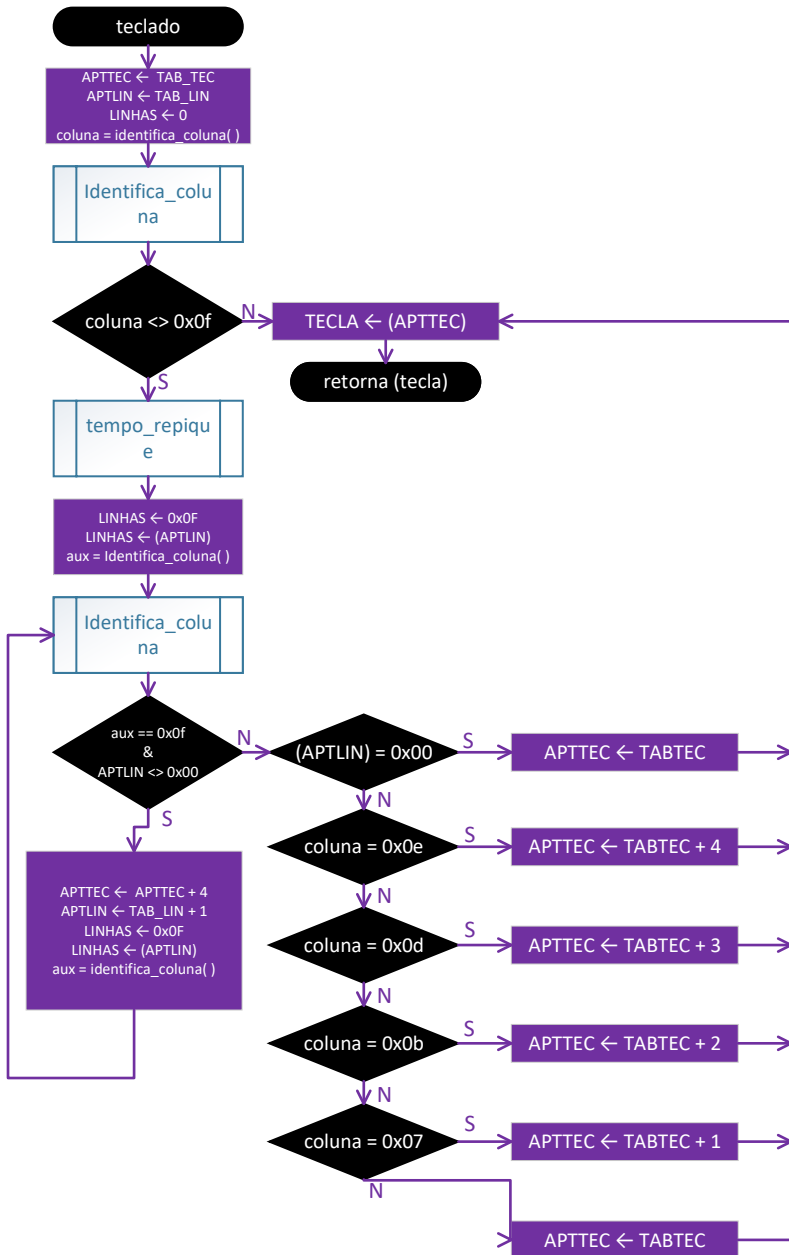 teclado
APTTEC ← TAB_TEC
APTLIN ← TAB_LIN
LINHAS ← 0
coluna = identifica_coluna( )
Identifica_colu
na
coluna <> 0x0f
N
TECLA ← (APTTEC)
retorna (tecla)
S
tempo_repiqu
e
LINHAS ← 0x0F
LINHAS ← (APTLIN)
aux = Identifica_coluna( )
Identifica_colu
na
aux == 0x0f
&
APTLIN <> 0x00
N
(APTLIN) = 0x00
S
APTTEC ← TABTEC
S
N
APTTEC ← APTTEC + 4
APTLIN ← TAB_LIN + 1
LINHAS ← 0x0F
LINHAS ← (APTLIN)
aux = identifica_coluna( )
coluna = 0x0e
S
APTTEC ← TABTEC + 4
N
coluna = 0x0d
S
APTTEC ← TABTEC + 3
N
coluna = 0x0b
S
APTTEC ← TABTEC + 2
N
coluna = 0x07
S
APTTEC ← TABTEC + 1
N
APTTEC ← TABTEC